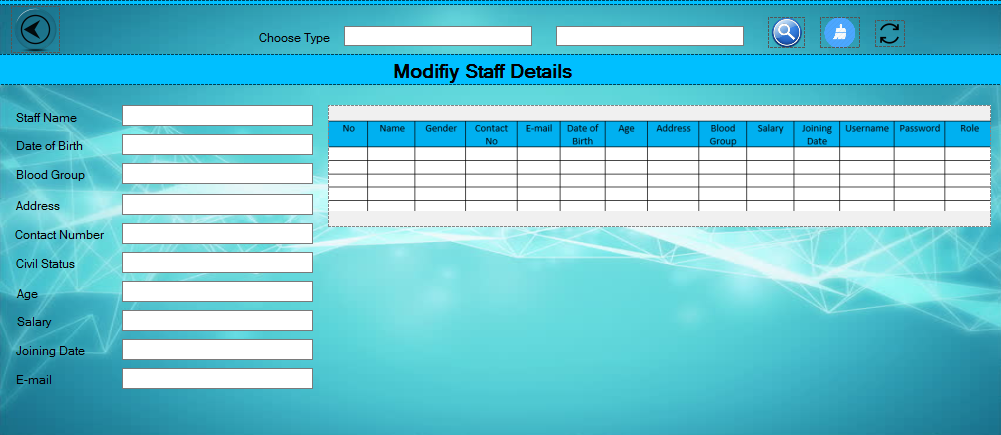 Choose Type
Modifiy Staff Details
Staff Name
Date of Birth
Blood Group
Address
Contact Number
Civil Status
Age
Salary
Joining Date
E-mail
No Name Gender Contact No E-mail Date of Birth Age Address Blood Group Salary Joining Date Username Password Role